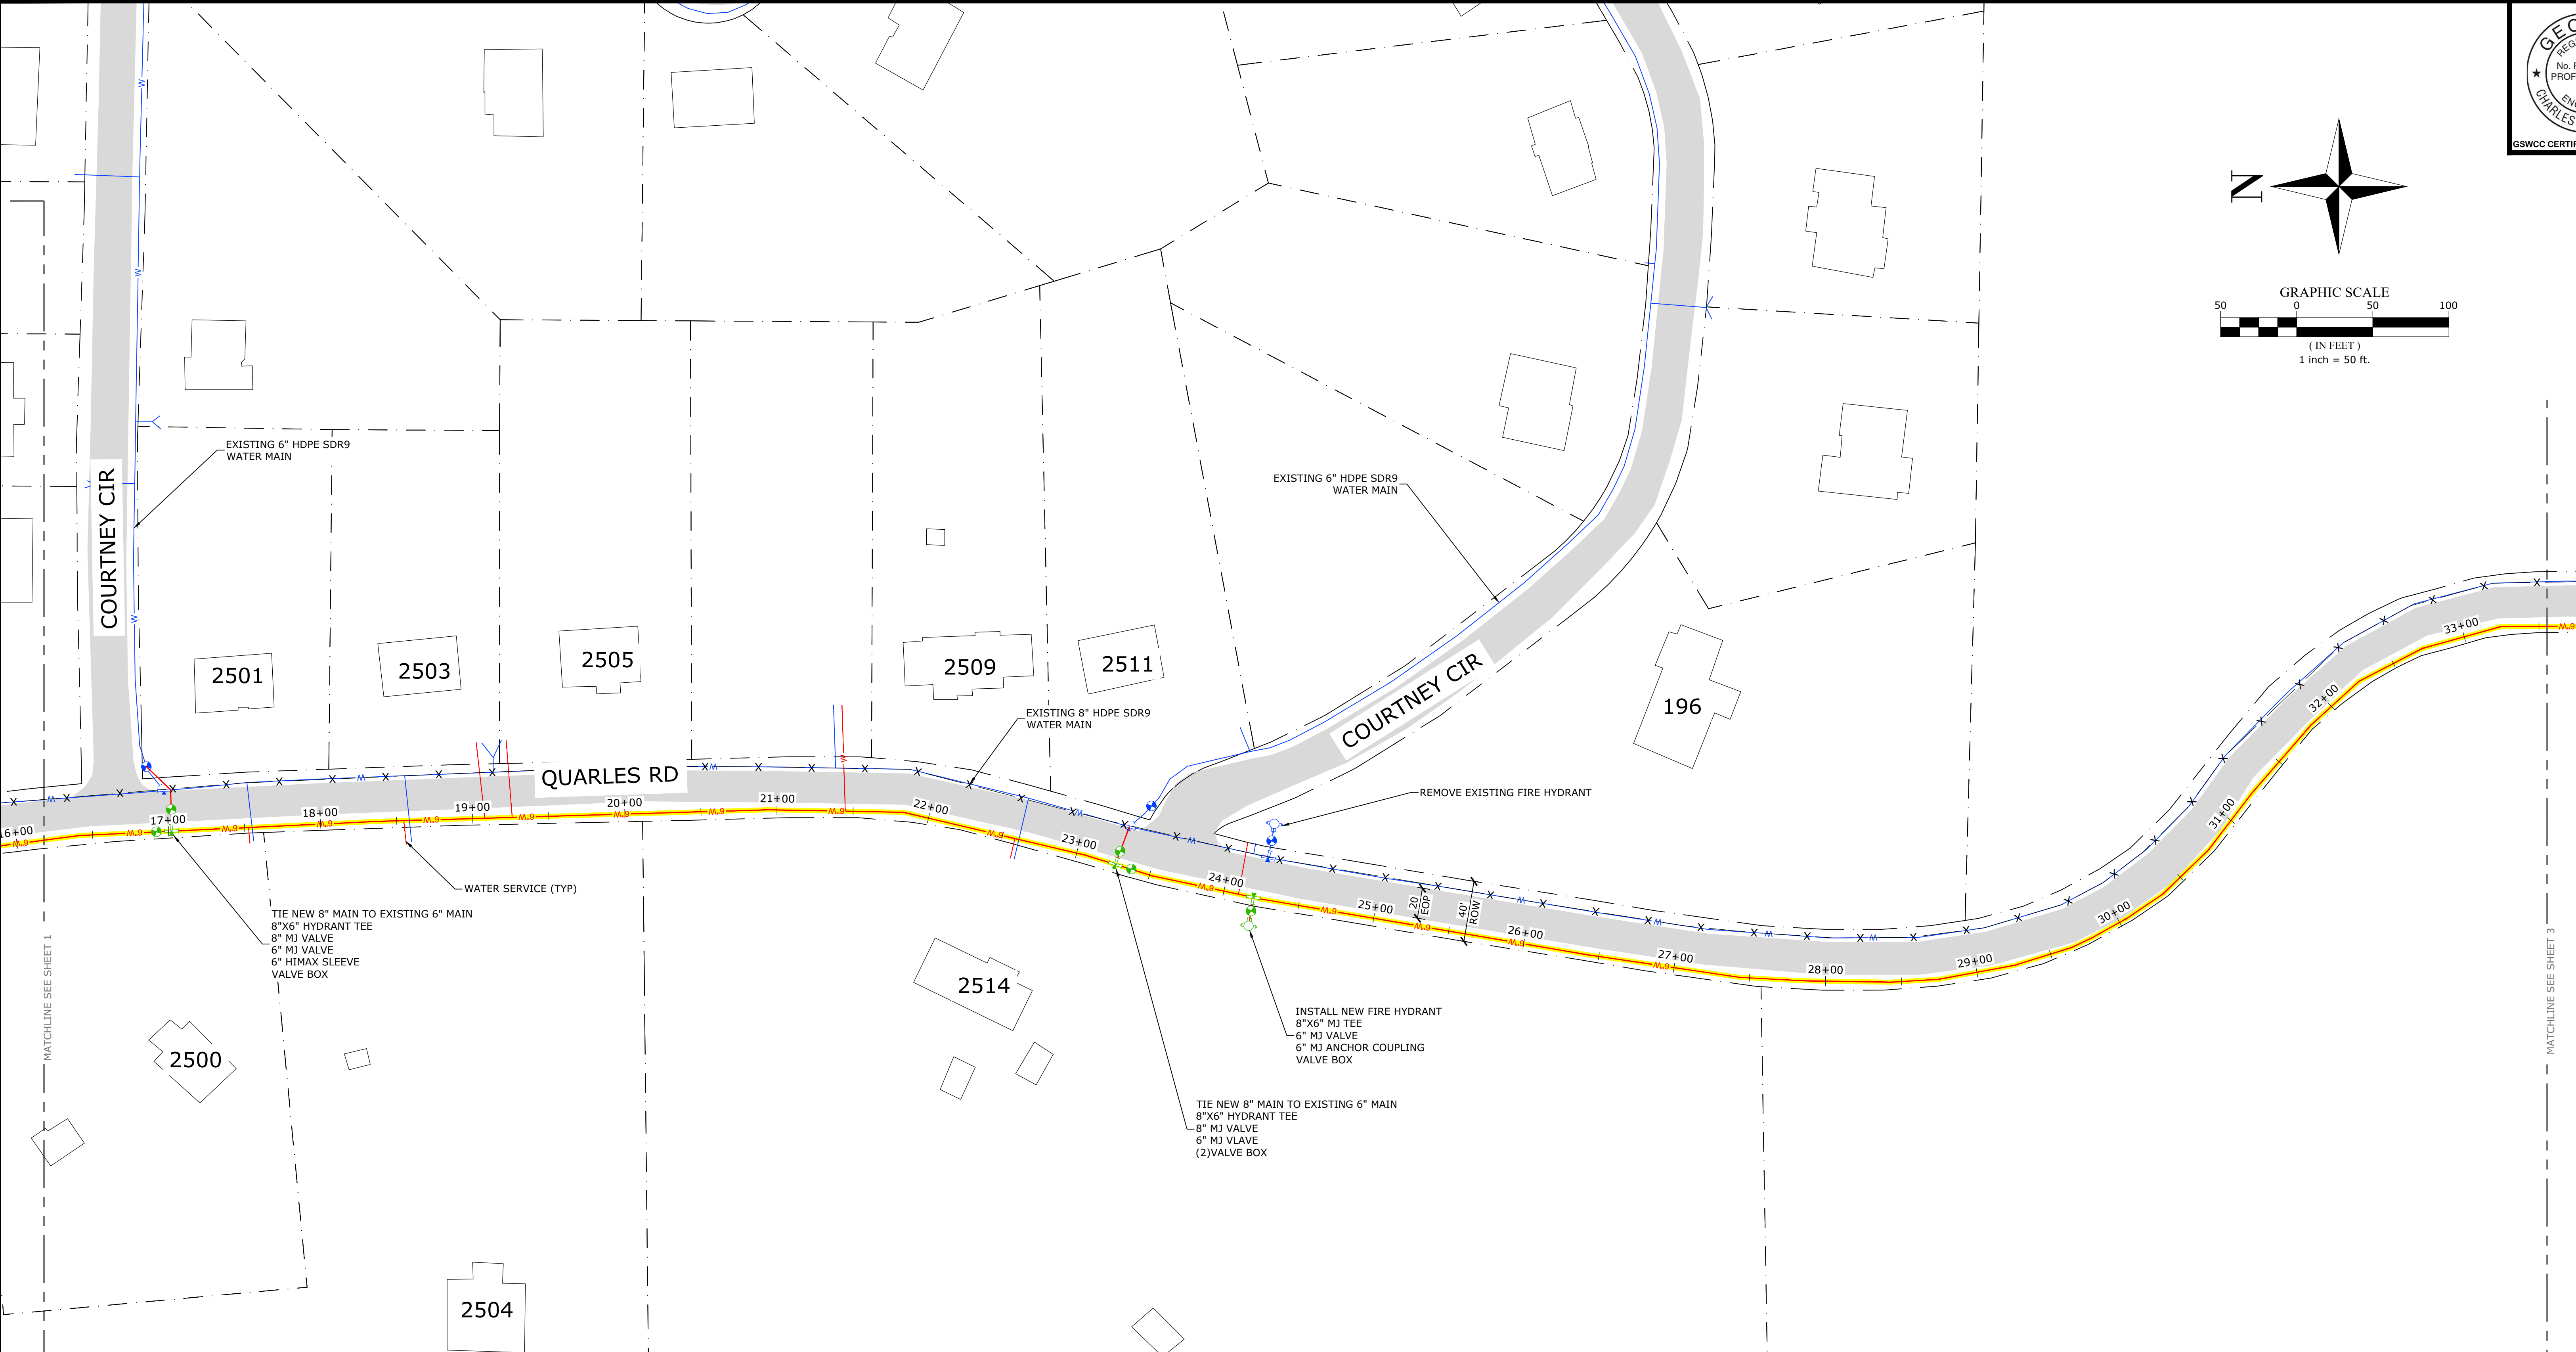 GEO
REG
No. P
PROF
EN
CHARLES
GSWCC CERTIF
N
GRAPHIC SCALE
50 0 50 100
( IN FEET )
1 inch = 50 ft.
COURTNEY CIR
W
W
W
EXISTING 6" HDPE SDR9
WATER MAIN
EXISTING 6" HDPE SDR9
WATER MAIN
COURTNEY CIR
2501
2503
2505
2509
2511
196
EXISTING 8" HDPE SDR9
WATER MAIN
QUARLES RD
REMOVE EXISTING FIRE HYDRANT
16+00
17+00
18+00
19+00
20+00
21+00
22+00
23+00
24+00
25+00
26+00
27+00
28+00
29+00
30+00
31+00
32+00
33+00
20'
EOP
40'
ROW
WATER SERVICE (TYP)
TIE NEW 8" MAIN TO EXISTING 6" MAIN
8"X6" HYDRANT TEE
8" MJ VALVE
6" MJ VALVE
6" HIMAX SLEEVE
VALVE BOX
MATCHLINE SEE SHEET 1
MATCHLINE SEE SHEET 3
2514
2500
INSTALL NEW FIRE HYDRANT
8"X6" MJ TEE
6" MJ VALVE
6" MJ ANCHOR COUPLING
VALVE BOX
TIE NEW 8" MAIN TO EXISTING 6" MAIN
8"X6" HYDRANT TEE
8" MJ VALVE
6" MJ VLAVE
(2)VALVE BOX
2504